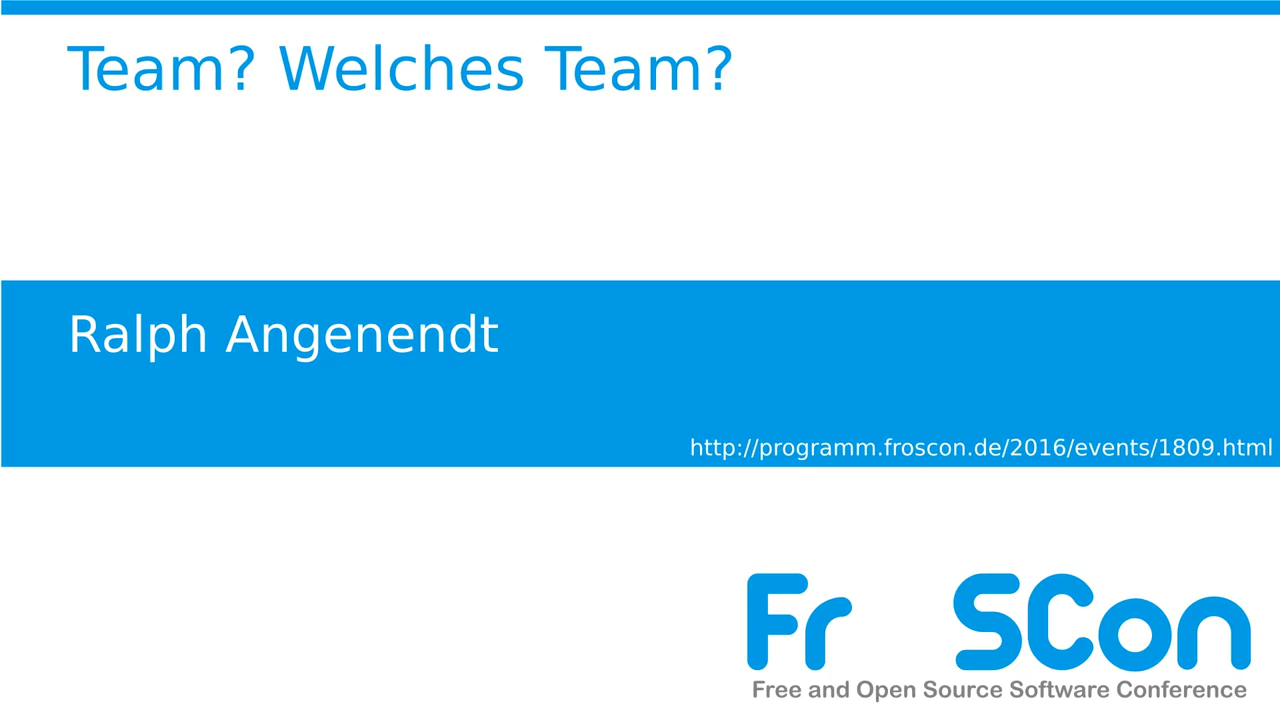 Team? Welches Team?
Ralph Angenendt
http://programm.froscon.de/2016/events/1809.html
Fr SCon
Free and Open Source Software Conference